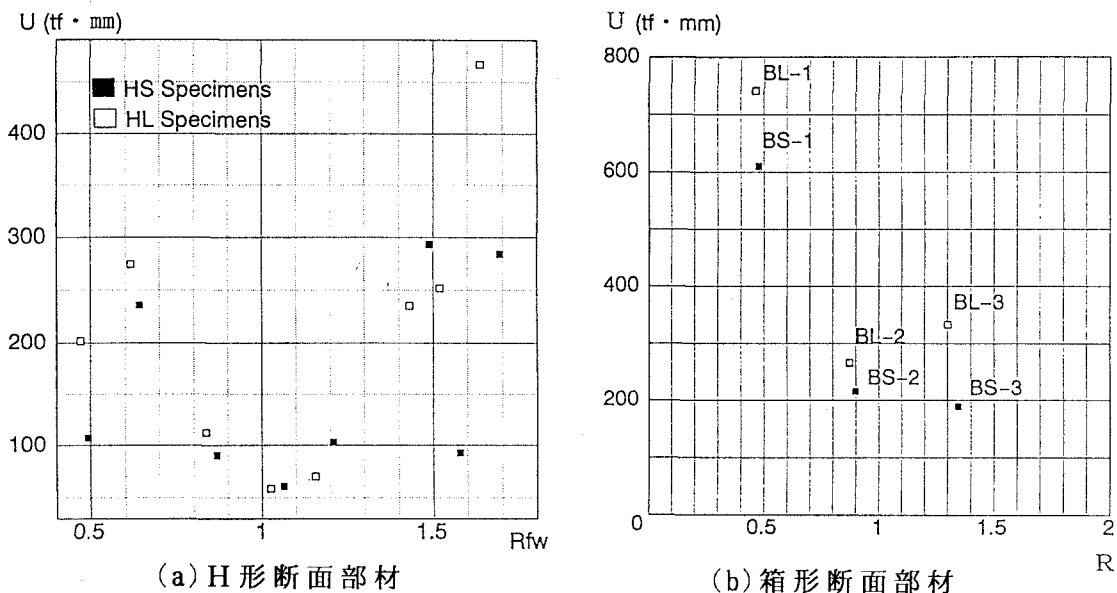 U (tf・mm)
HS Specimens
HL Specimens
400
300
200
100
0.5
1
1.5
Rfw
(a) H 形断面部材
U (tf・mm)
800
600
400
200
0
BL-1
BS-1
BL-2
BS-2
BL-3
BS-3
0.5
1
1.5
2
R
(b) 箱形断面部材